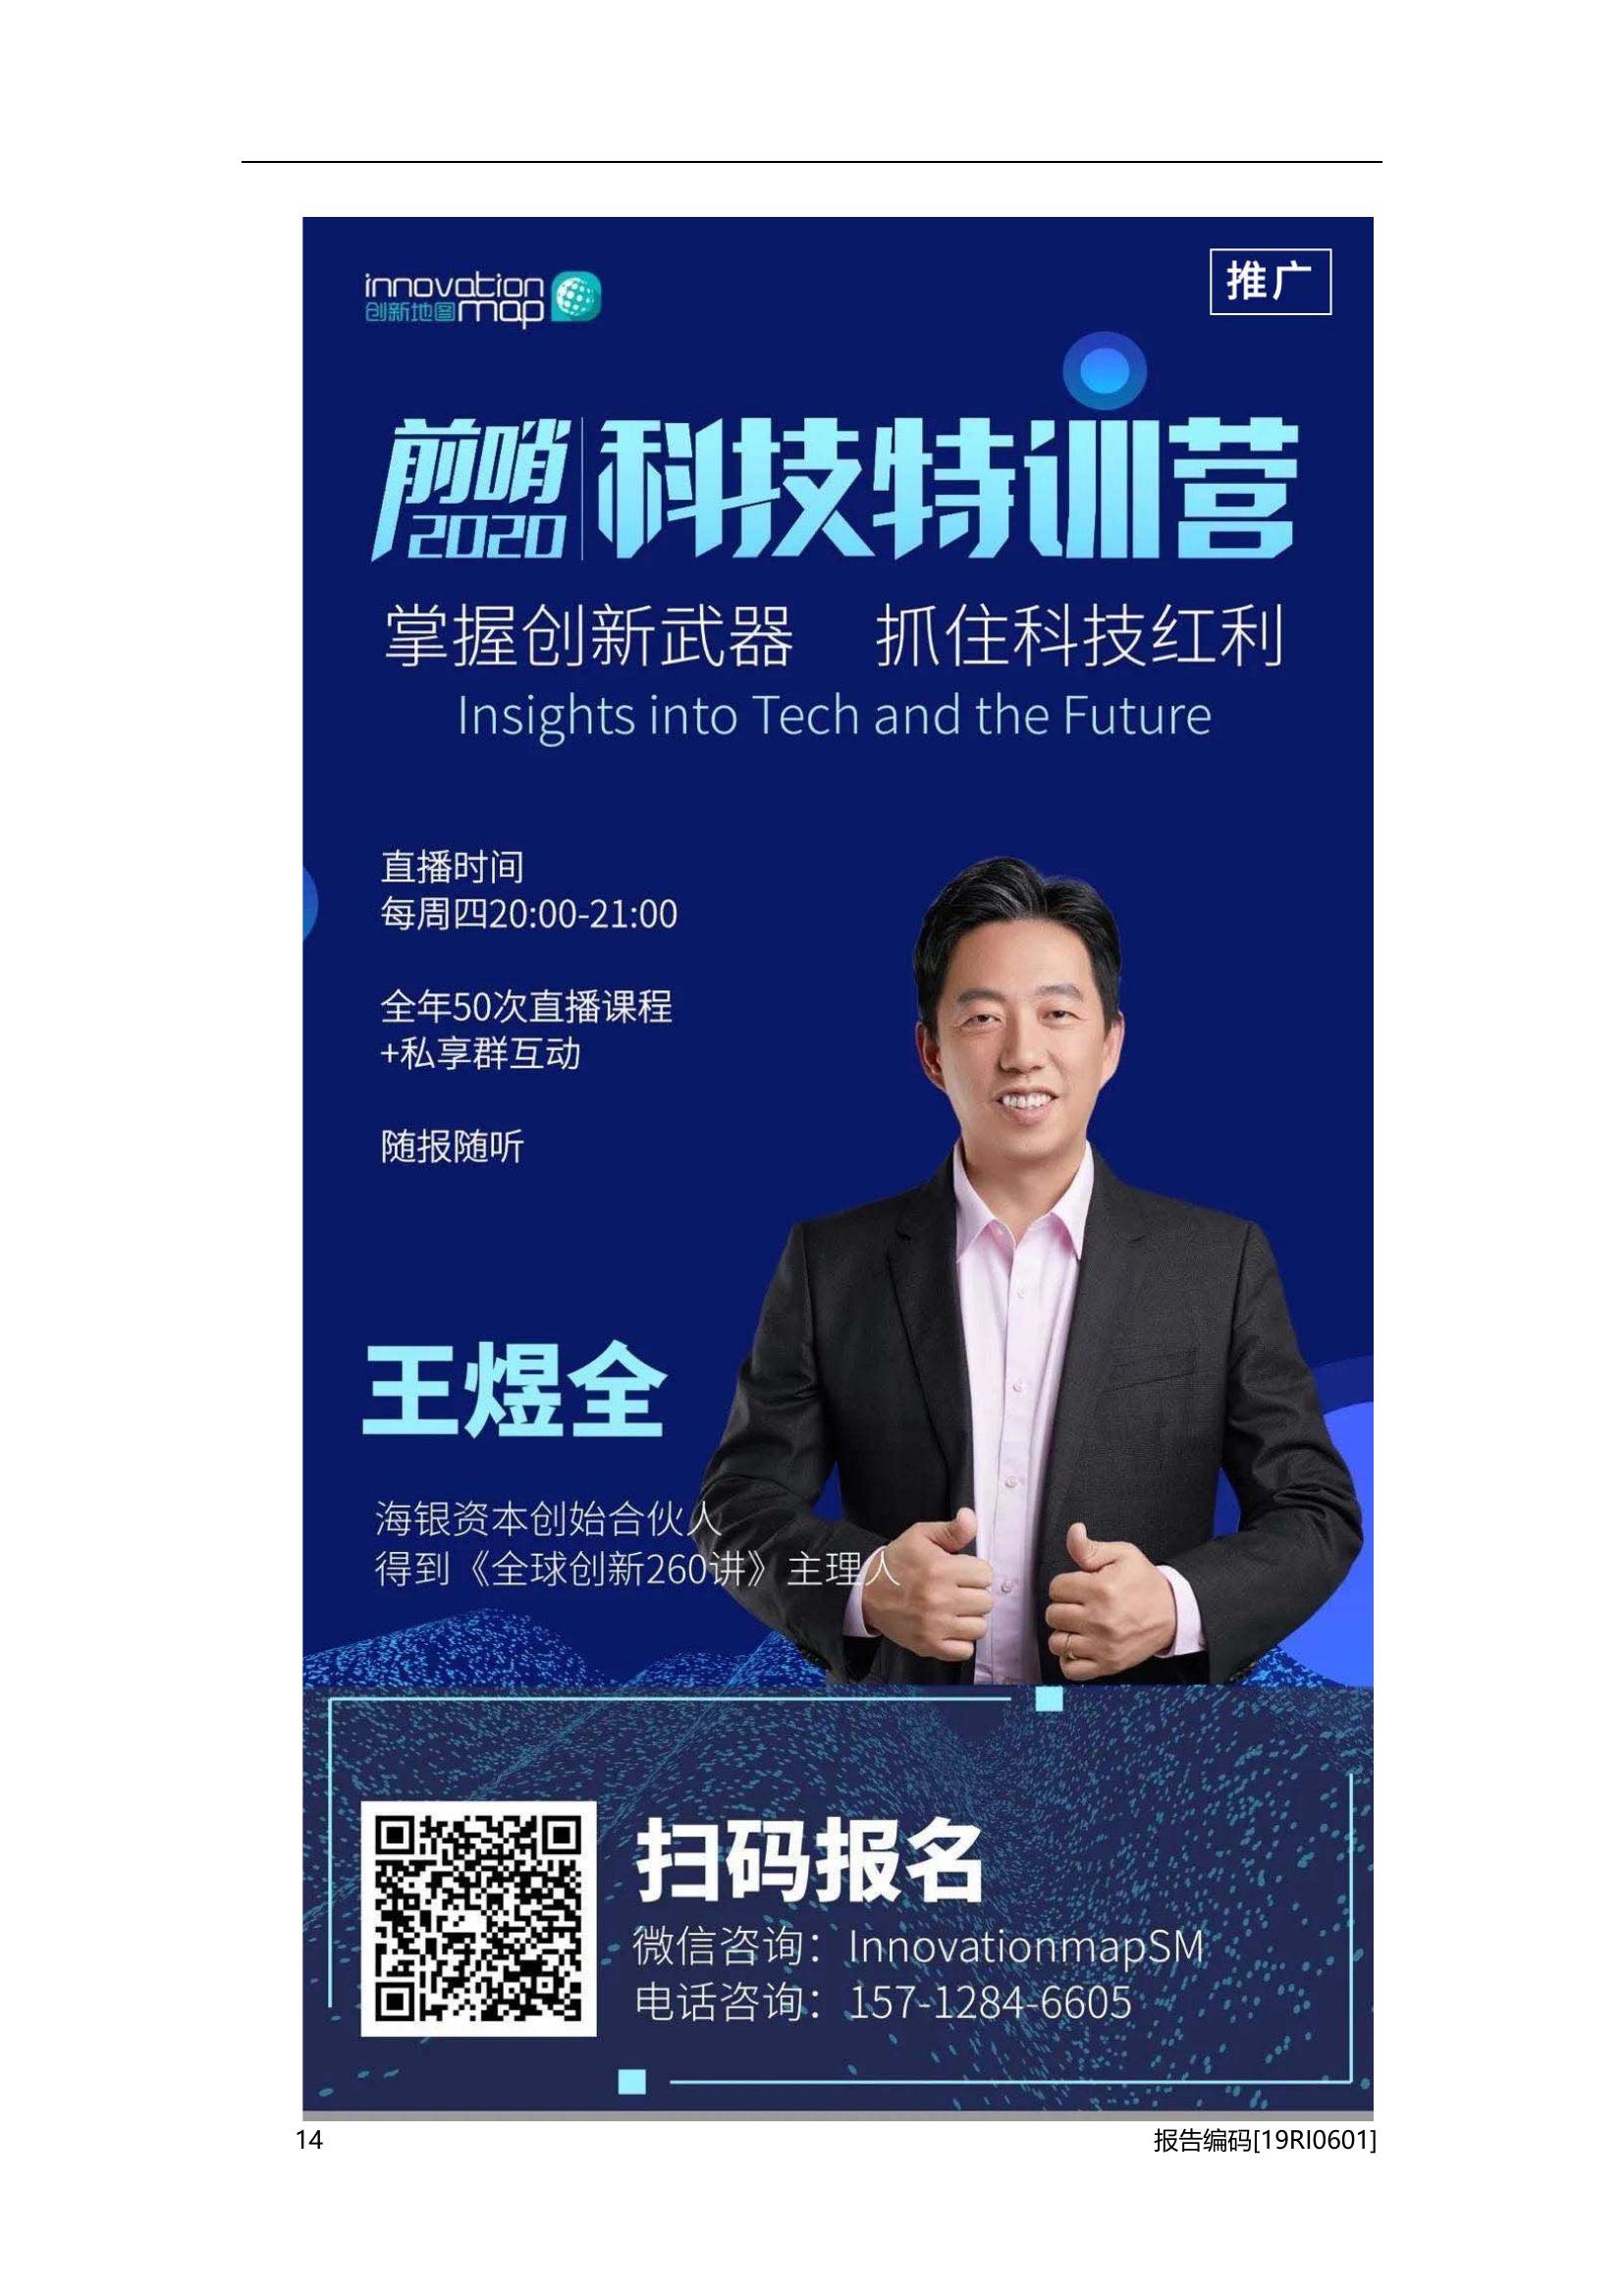 innovation
创新地图map
推广
前哨
2020
科技特训营
掌握创新武器 抓住科技红利
Insights into Tech and the Future
直播时间
每周四20:00-21:00
全年50次直播课程
+私享群互动
随报随听
王煜全
海银资本创始合伙人
得到《全球创新260讲》主理人
扫码报名
微信咨询：InnovationmapSM
电话咨询：157-1284-6605
14
报告编码[19RI0601]